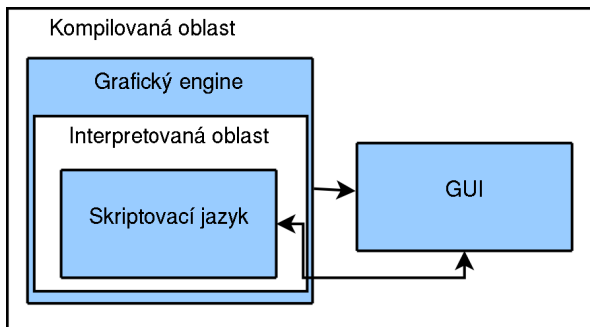 Kompilovaná oblast
Grafický engine
Interpretovaná oblast
Skriptovací jazyk
GUI